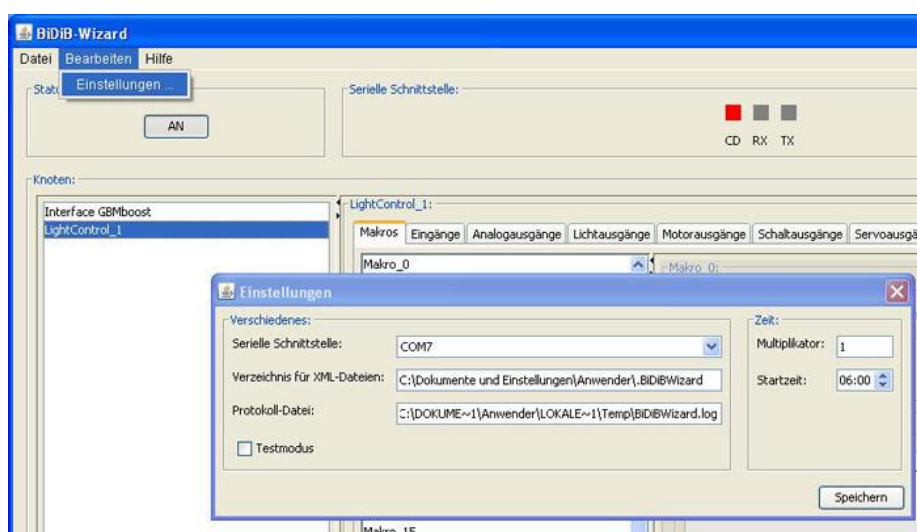 BiDiB-Wizard
Datei Bearbeiten Hilfe
Einstellungen ...
Serielle Schnittstelle:
AN
CD RX TX
Knoten:
Interface GBMboost
LightControl_1
LightControl_1:
Makros Eingänge Analogausgänge Lichtausgänge Motorausgänge Schaltausgänge Servoausgä
Makro_0
Makro_0:
Einstellungen
Verschiedenes:
Serielle Schnittstelle:
COM7
Verzeichnis für XML-Dateien:
C:\Dokumente und Einstellungen\Anwender\.BiDiBWizard
Protokoll-Datei:
C:\DOKUME~1\Anwender\LOKALE~1\Temp\BiDiBWizard.log
Testmodus
Zeit:
Multiplikator: 1
Startzeit: 06:00
Speichern
Makro_15